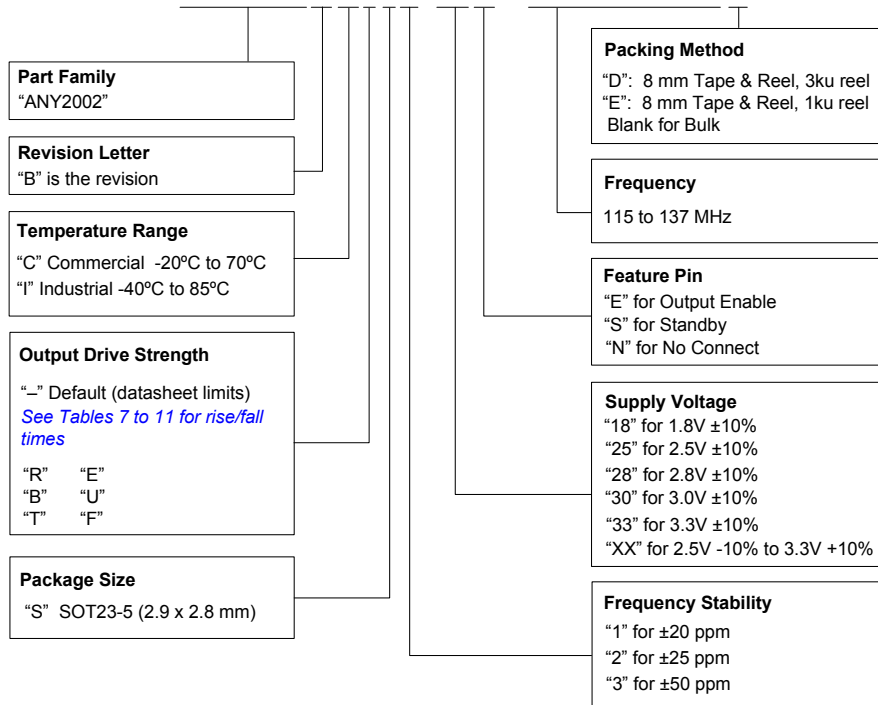 Part Family
“ANY2002”
Revision Letter
“B” is the revision
Temperature Range
“C” Commercial -20ºC to 70ºC
“I” Industrial -40ºC to 85ºC
Output Drive Strength
“–” Default (datasheet limits)
See Tables 7 to 11 for rise/fall
times
“R” “E”
“B” “U”
“T” “F”
Package Size
“S” SOT23-5 (2.9 x 2.8 mm)
Packing Method
“D”: 8 mm Tape & Reel, 3ku reel
“E”: 8 mm Tape & Reel, 1ku reel
Blank for Bulk
Frequency
115 to 137 MHz
Feature Pin
“E” for Output Enable
“S” for Standby
“N” for No Connect
Supply Voltage
“18” for 1.8V ±10%
“25” for 2.5V ±10%
“28” for 2.8V ±10%
“30” for 3.0V ±10%
“33” for 3.3V ±10%
“XX” for 2.5V -10% to 3.3V +10%
Frequency Stability
“1” for ±20 ppm
“2” for ±25 ppm
“3” for ±50 ppm